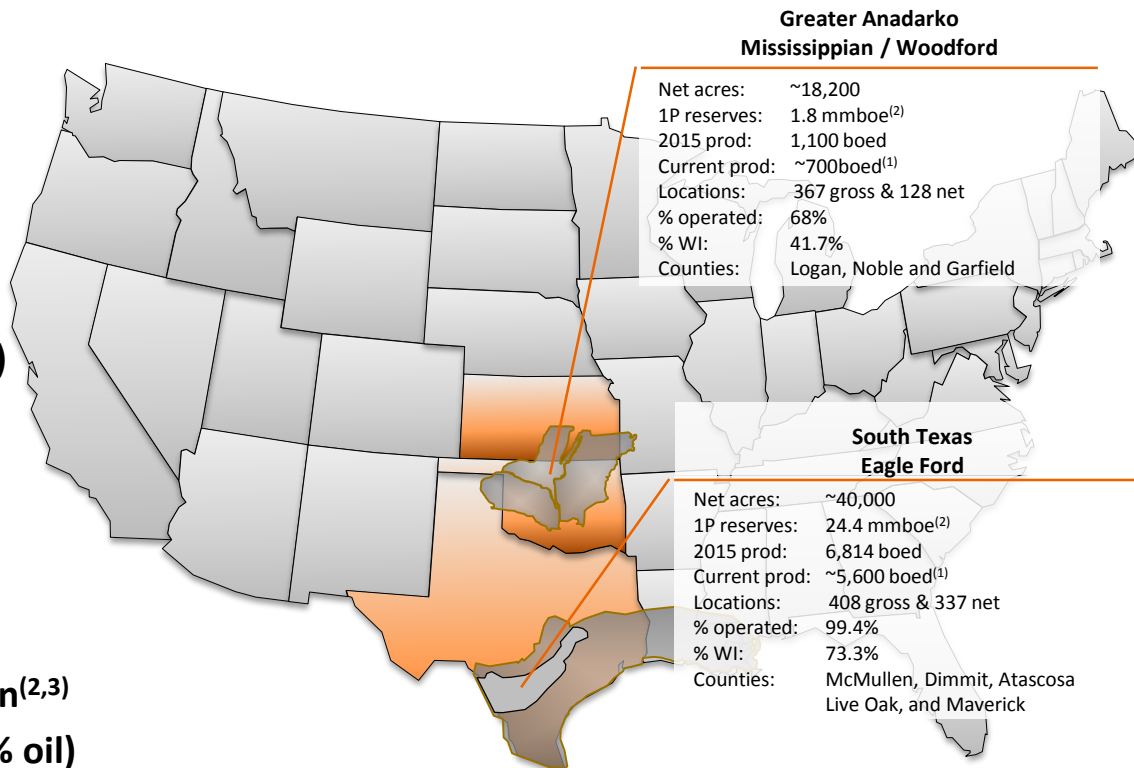 Greater Anadarko
Mississippian / Woodford
Net acres: ~18,200
1P reserves: 1.8 mmboe(2)
2015 prod: 1,100 boed
Current prod: ~700boed(1)
Locations: 367 gross & 128 net
% operated: 68%
% WI: 41.7%
Counties: Logan, Noble and Garfield
)
South Texas
Eagle Ford
Net acres: ~40,000
1P reserves: 24.4 mmboe(2)
2015 prod: 6,814 boed
Current prod: ~5,600 boed(1)
Locations: 408 gross & 337 net
% operated: 99.4%
% WI: 73.3%
Counties: McMullen, Dimmit, Atascosa
Live Oak, and Maverick
n(2,3)
% oil)